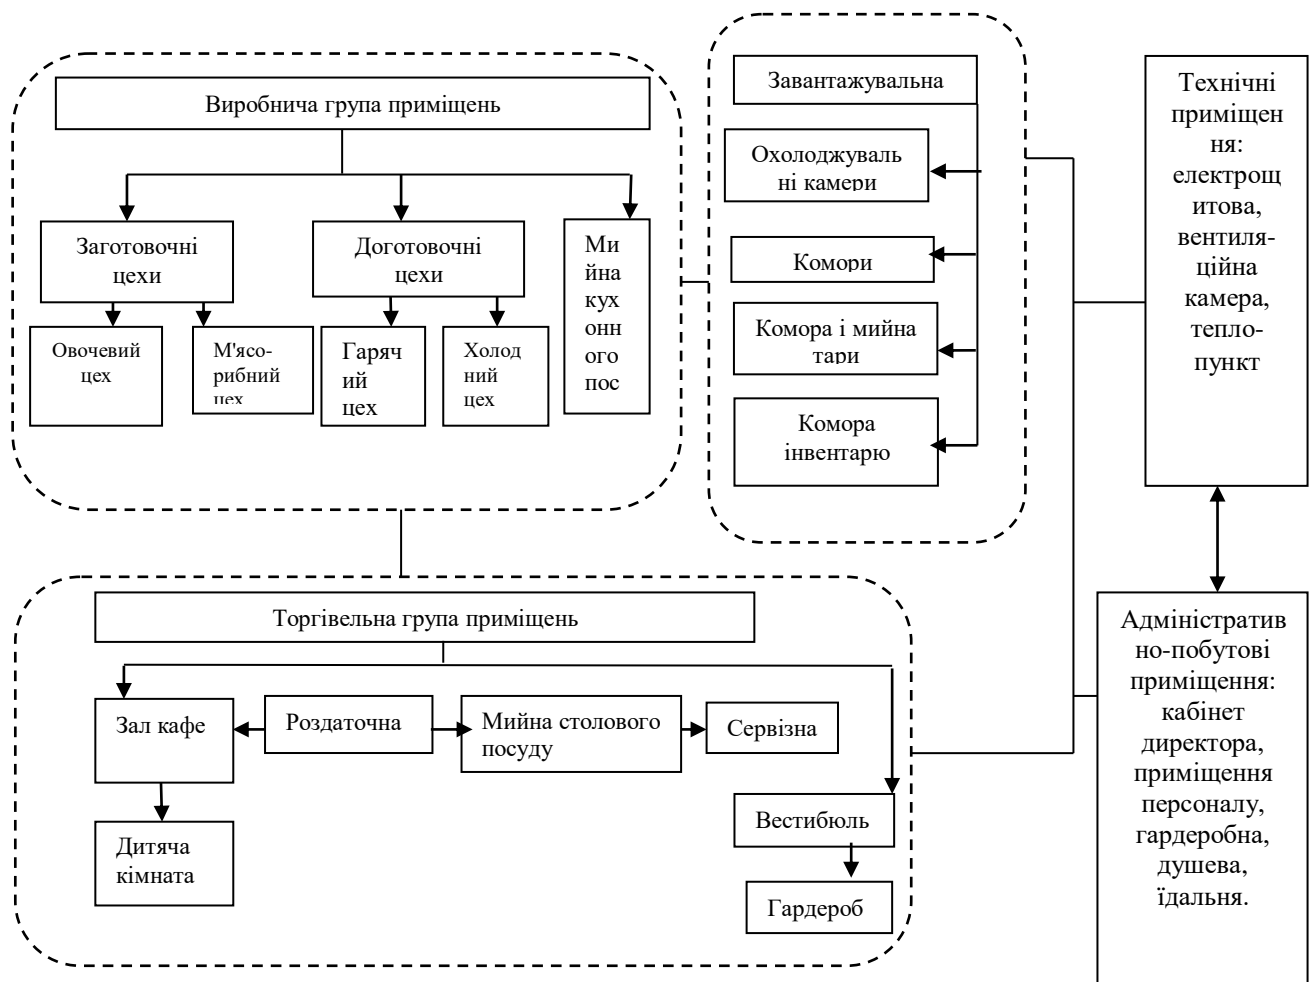 Виробнича група приміщень
Заготовочні
цехи
Доготовочні
цехи
Ми
йна
кух
онн
ого
пос
Овочевий
цех
М'ясо-
рибний
цех
Гаряч
ий
цех
Холод
ний
цех
Завантажувальна
Охолоджуваль
ні камери
Комори
Комора і мийна
тари
Комора
інвентарю
Технічні
приміщен
ня:
електрощ
итова,
вентиля-
ційна
камера,
тепло-
пункт
Торгівельна група приміщень
Зал кафе
Роздаточна
Мийна столового
посуду
Сервізна
Дитяча
кімната
Вестибюль
Гардероб
Адміністратив
но-побутові
приміщення:
кабінет
директора,
приміщення
персоналу,
гардеробна,
душева,
їдальня.